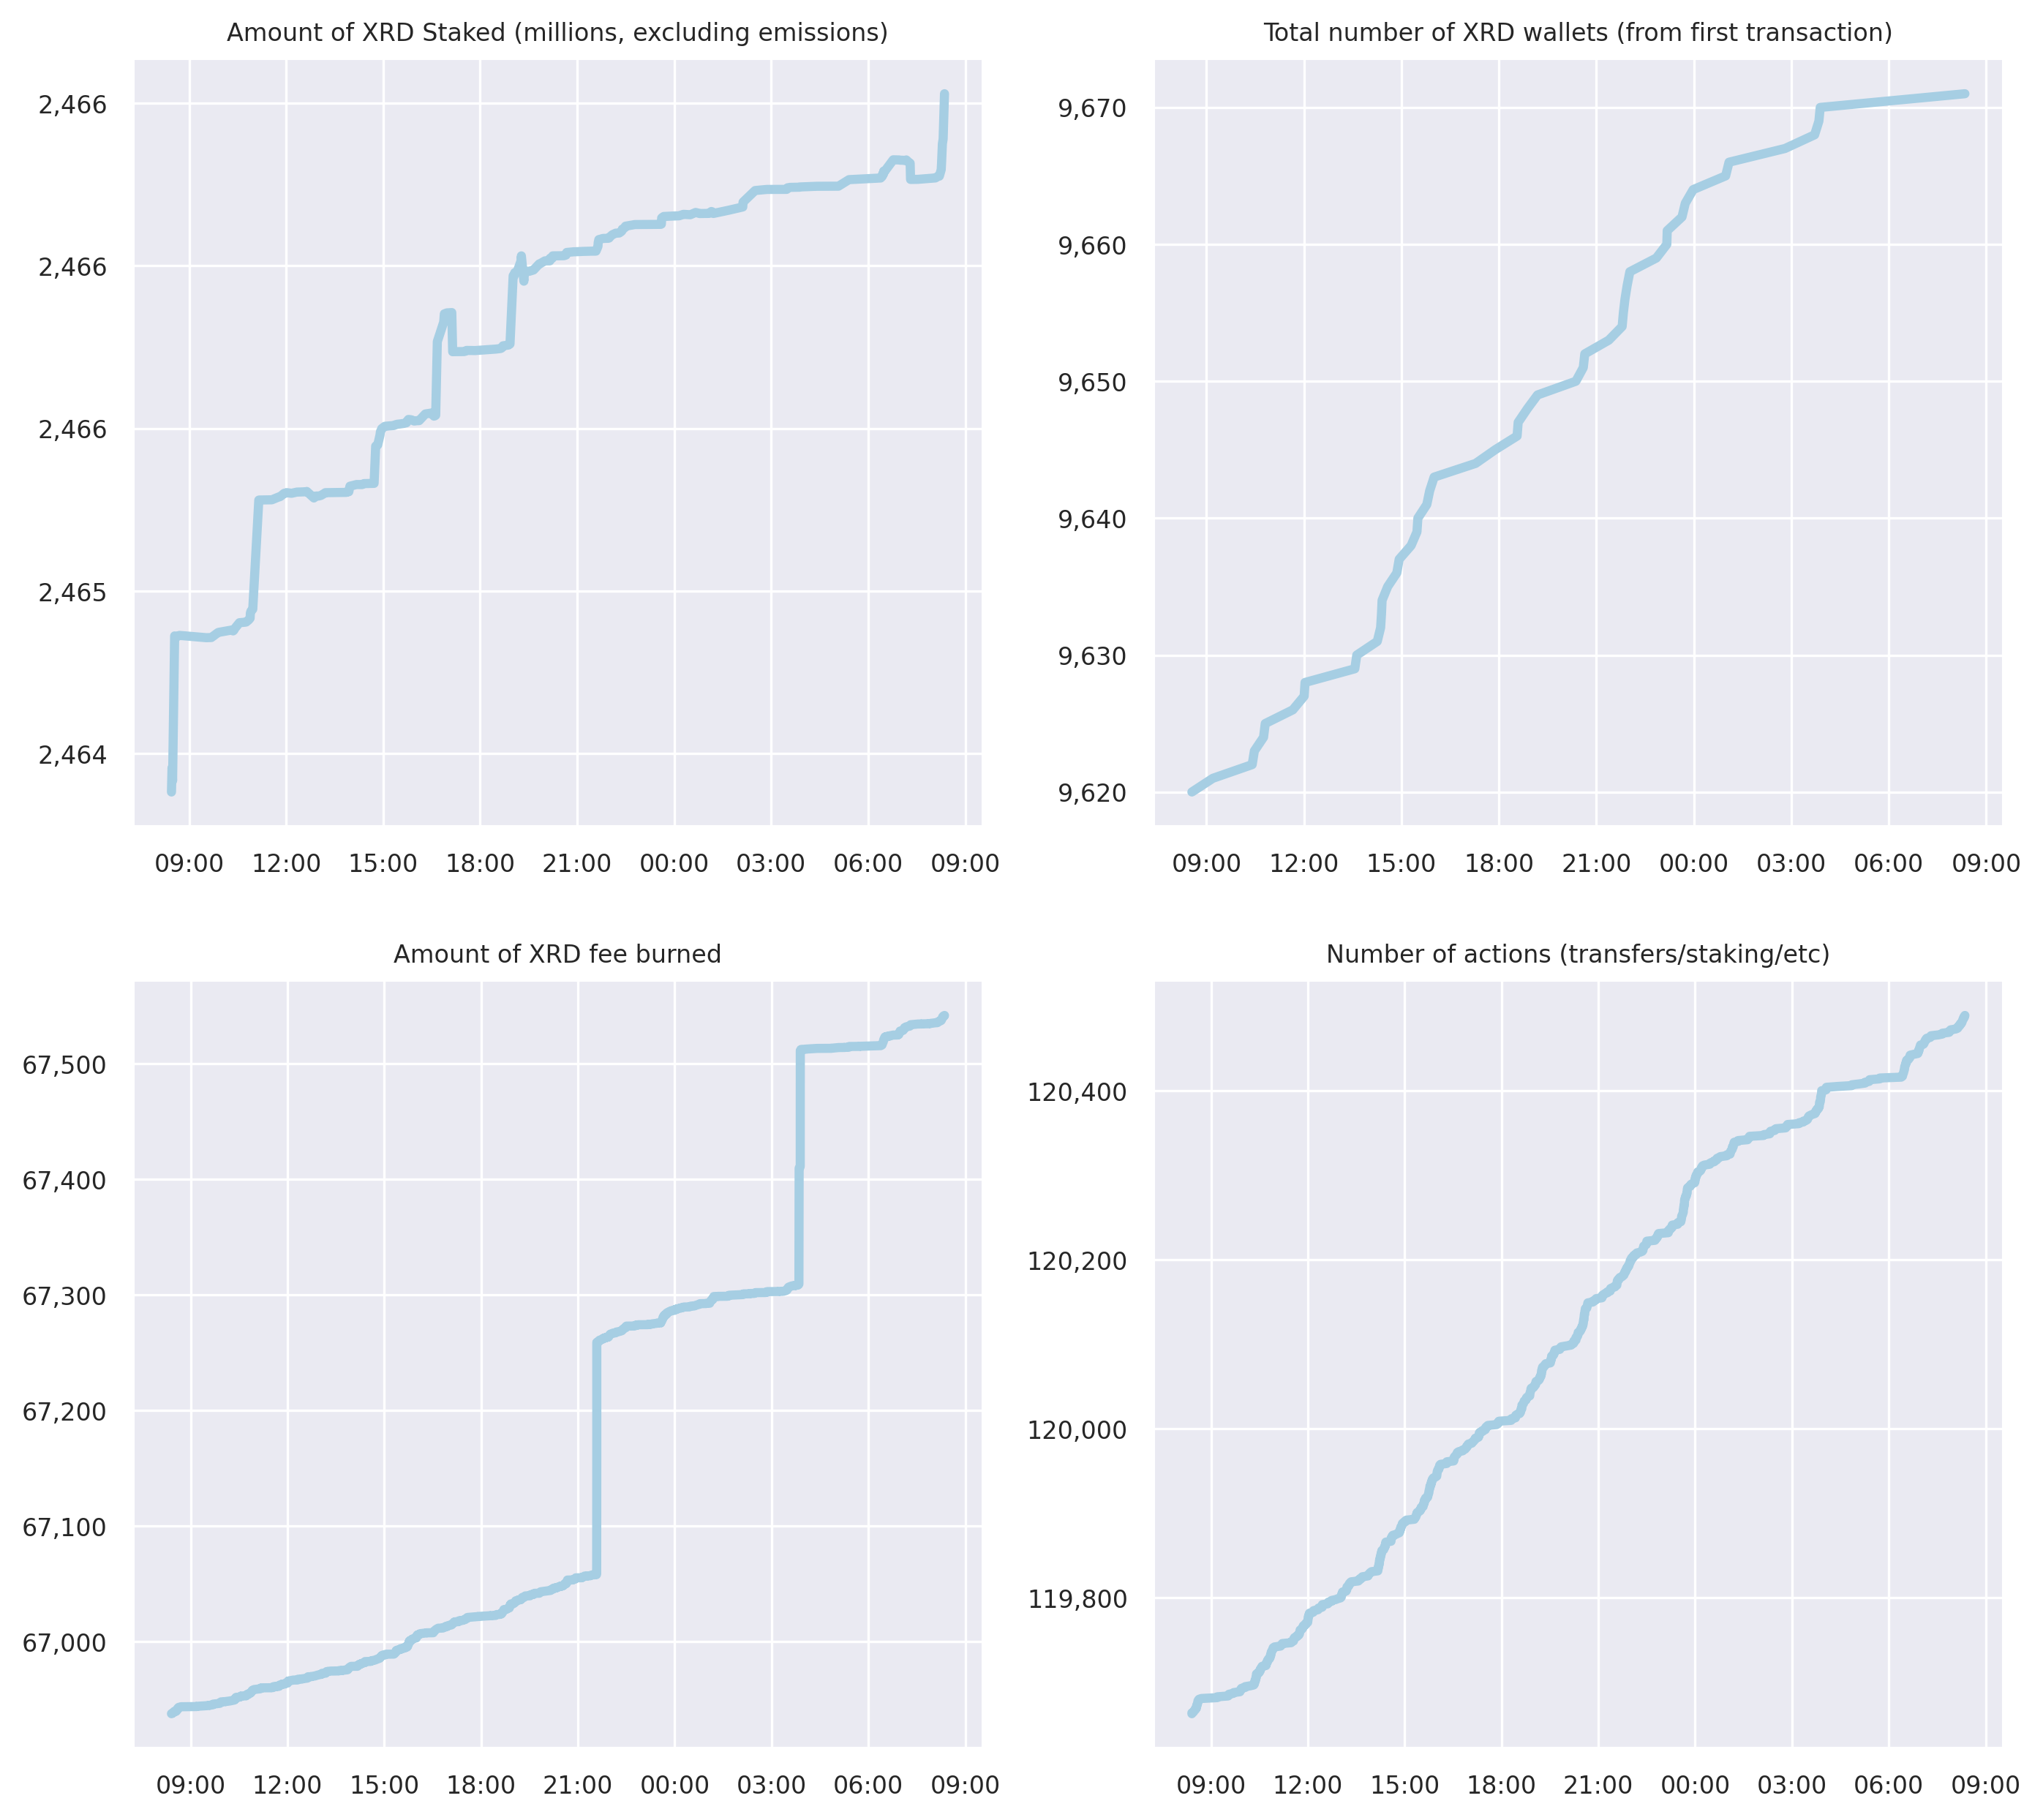 Amount of XRD Staked (millions, excluding emissions)
2,466
2,466
2,466
2,465
2,464
09:00 12:00 15:00 18:00 21:00 00:00 03:00 06:00 09:00
Total number of XRD wallets (from first transaction)
9,670
9,660
9,650
9,640
9,630
9,620
09:00 12:00 15:00 18:00 21:00 00:00 03:00 06:00 09:00
Amount of XRD fee burned
67,500
67,400
67,300
67,200
67,100
67,000
09:00 12:00 15:00 18:00 21:00 00:00 03:00 06:00 09:00
Number of actions (transfers/staking/etc)
120,400
120,200
120,000
119,800
09:00 12:00 15:00 18:00 21:00 00:00 03:00 06:00 09:00